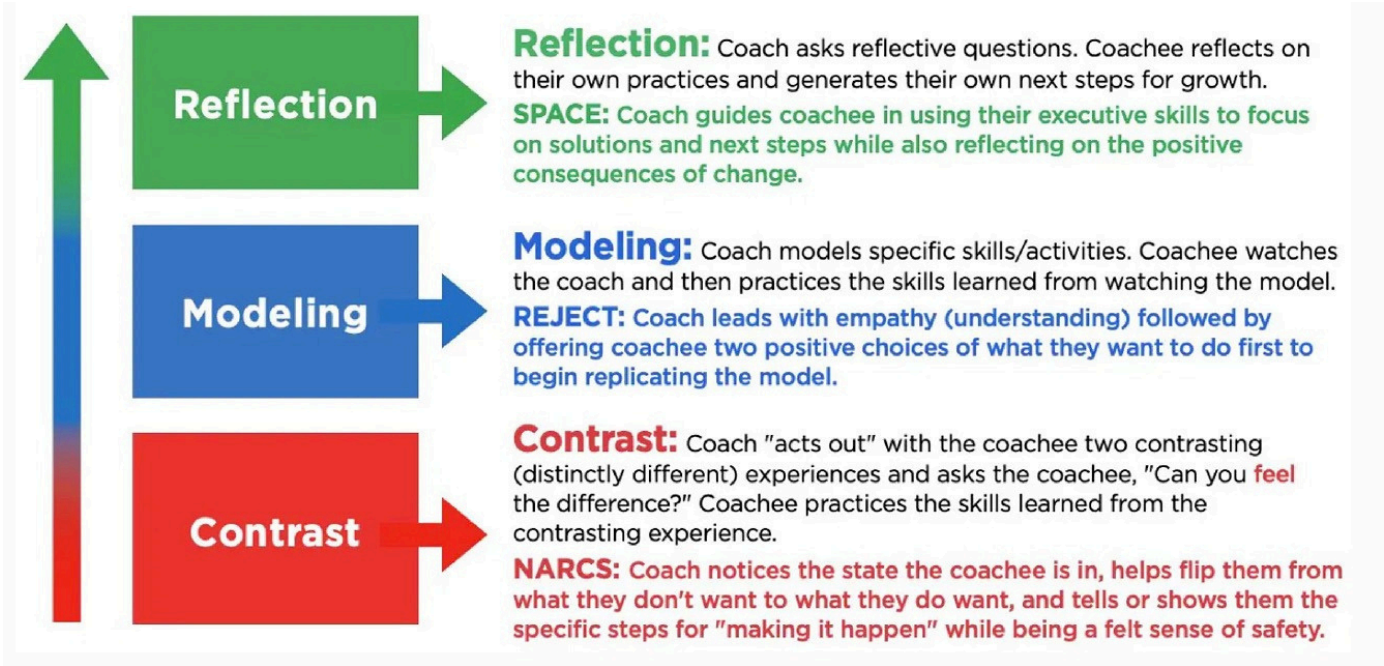 Reflection
Reflection: Coach asks reflective questions. Coachee reflects on
their own practices and generates their own next steps for growth.
SPACE: Coach guides coachee in using their executive skills to focus
on solutions and next steps while also reflecting on the positive
consequences of change.
Modeling
Modeling: Coach models specific skills/activities. Coachee watches
the coach and then practices the skills learned from watching the model.
REJECT: Coach leads with empathy (understanding) followed by
offering coachee two positive choices of what they want to do first to
begin replicating the model.
Contrast
Contrast: Coach "acts out" with the coachee two contrasting
(distinctly different) experiences and asks the coachee, "Can you feel
the difference?" Coachee practices the skills learned from the
contrasting experience.
NARCS: Coach notices the state the coachee is in, helps flip them from
what they don't want to what they do want, and tells or shows them the
specific steps for "making it happen" while being a felt sense of safety.